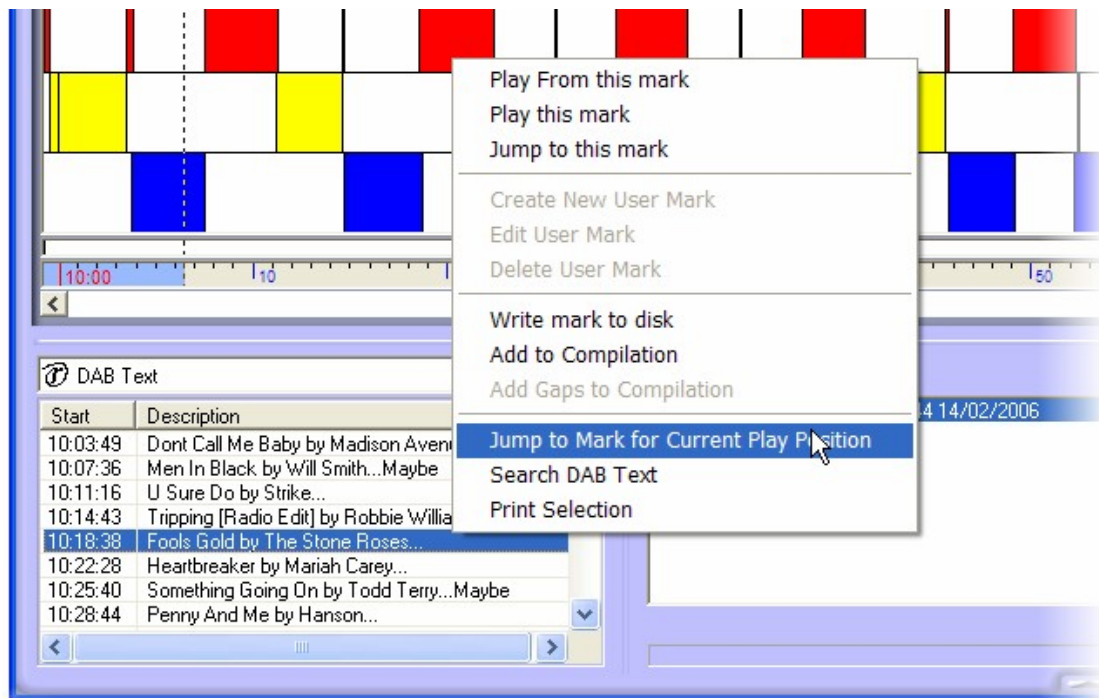 Play From this mark
Play this mark
Jump to this mark
Create New User Mark
Edit User Mark
Delete User Mark
Write mark to disk
Add to Compilation
Add Gaps to Compilation
Jump to Mark for Current Play Position
Search DAB Text
Print Selection
10:00 10 50
DAB Text
Start Description
14/02/2006
10:03:49 Dont Call Me Baby by Madison
10:07:36 Men In Black by Will Smith...Maybe
10:11:16 U Sure Do by Strike...
10:14:43 Tripping [Radio Edit] by Robbie
10:18:38 Fools Gold by The Stone Roses...
10:22:28 Heartbreaker by Mariah Carey...
10:25:40 Something Going On by Todd Terry...Maybe
10:28:44 Penny And Me by Hanson...